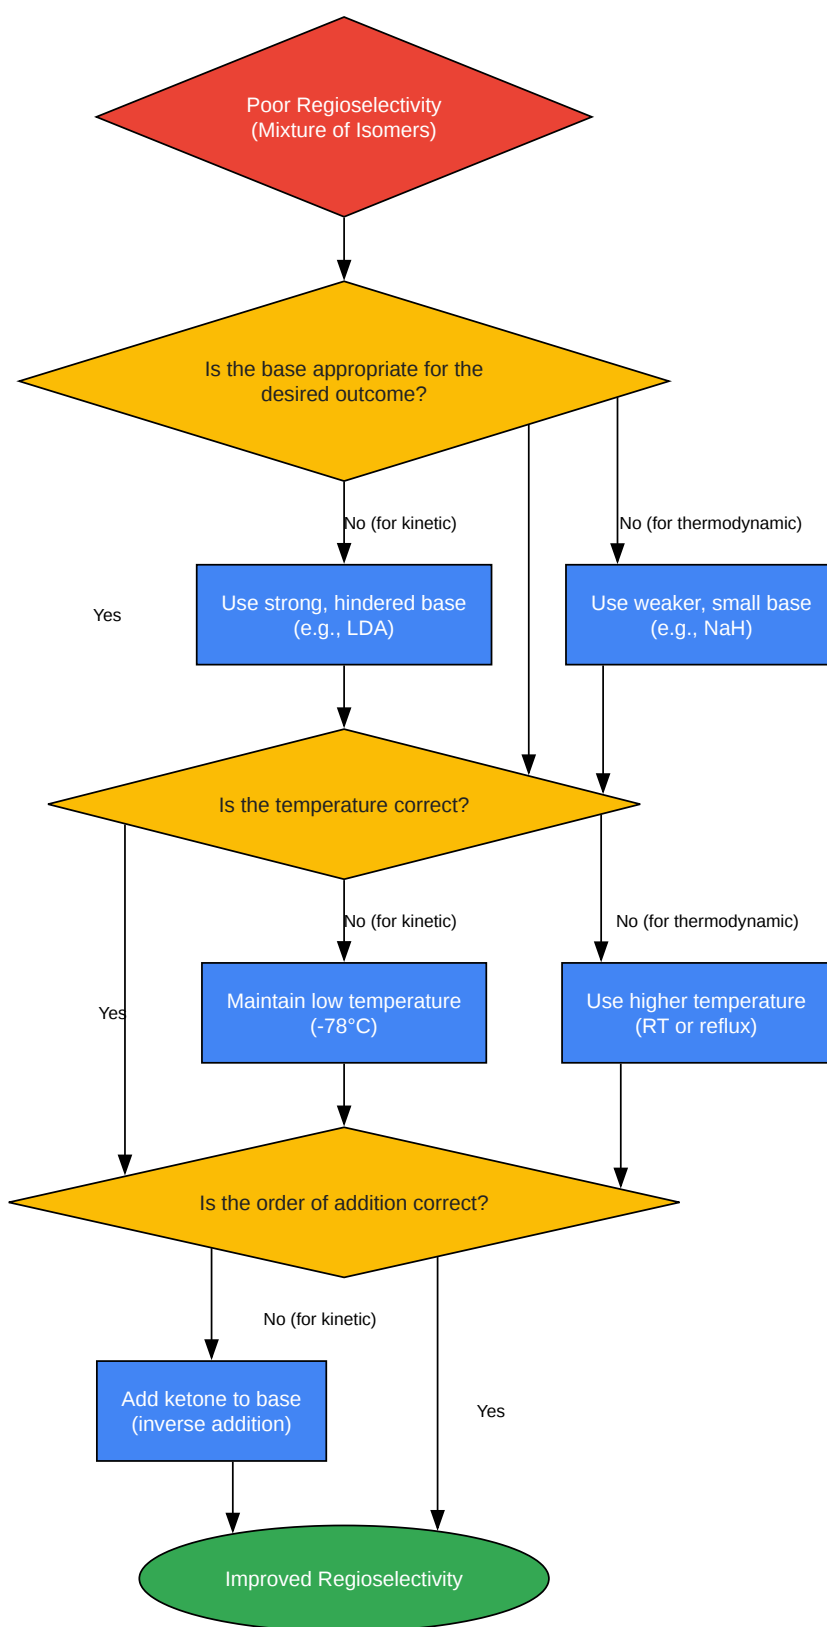 Poor Regioselectivity
(Mixture of Isomers)
Is the base appropriate for the
desired outcome?
No (for kinetic)
No (for thermodynamic)
Yes
Use strong, hindered base
(e.g., LDA)
Use weaker, small base
(e.g., NaH)
Is the temperature correct?
No (for kinetic)
No (for thermodynamic)
Yes
Maintain low temperature
(-78°C)
Use higher temperature
(RT or reflux)
Is the order of addition correct?
No (for kinetic)
Yes
Add ketone to base
(inverse addition)
Improved Regioselectivity